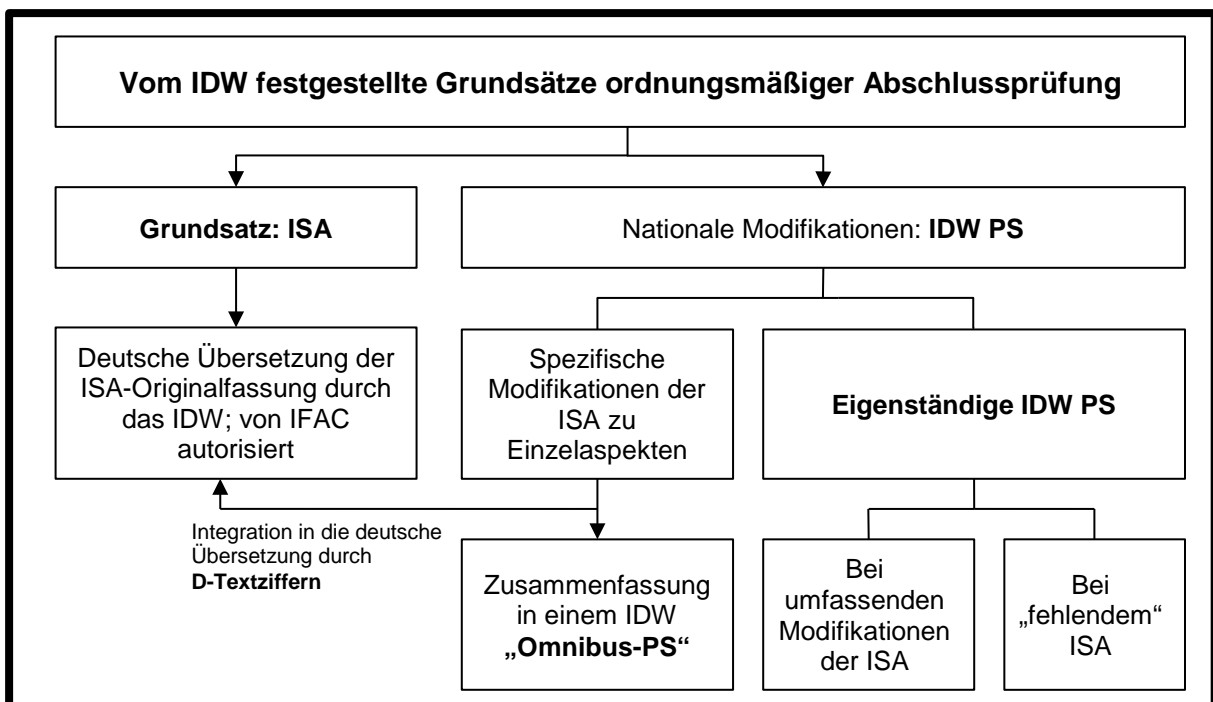 Vom IDW festgestellte Grundsätze ordnungsmäßiger Abschlussprüfung
Grundsatz: ISA
Nationale Modifikationen: IDW PS
Deutsche Übersetzung der
ISA-Originalfassung durch
das IDW; von IFAC
autorisiert
Spezifische
Modifikationen der
ISA zu
Einzelaspekten
Eigenständige IDW PS
Integration in die deutsche
Übersetzung durch
D-Textziffern
Zusammenfassung
in einem IDW
„Omnibus-PS“
Bei
umfassenden
Modifikationen
der ISA
Bei
„fehlendem“
ISA